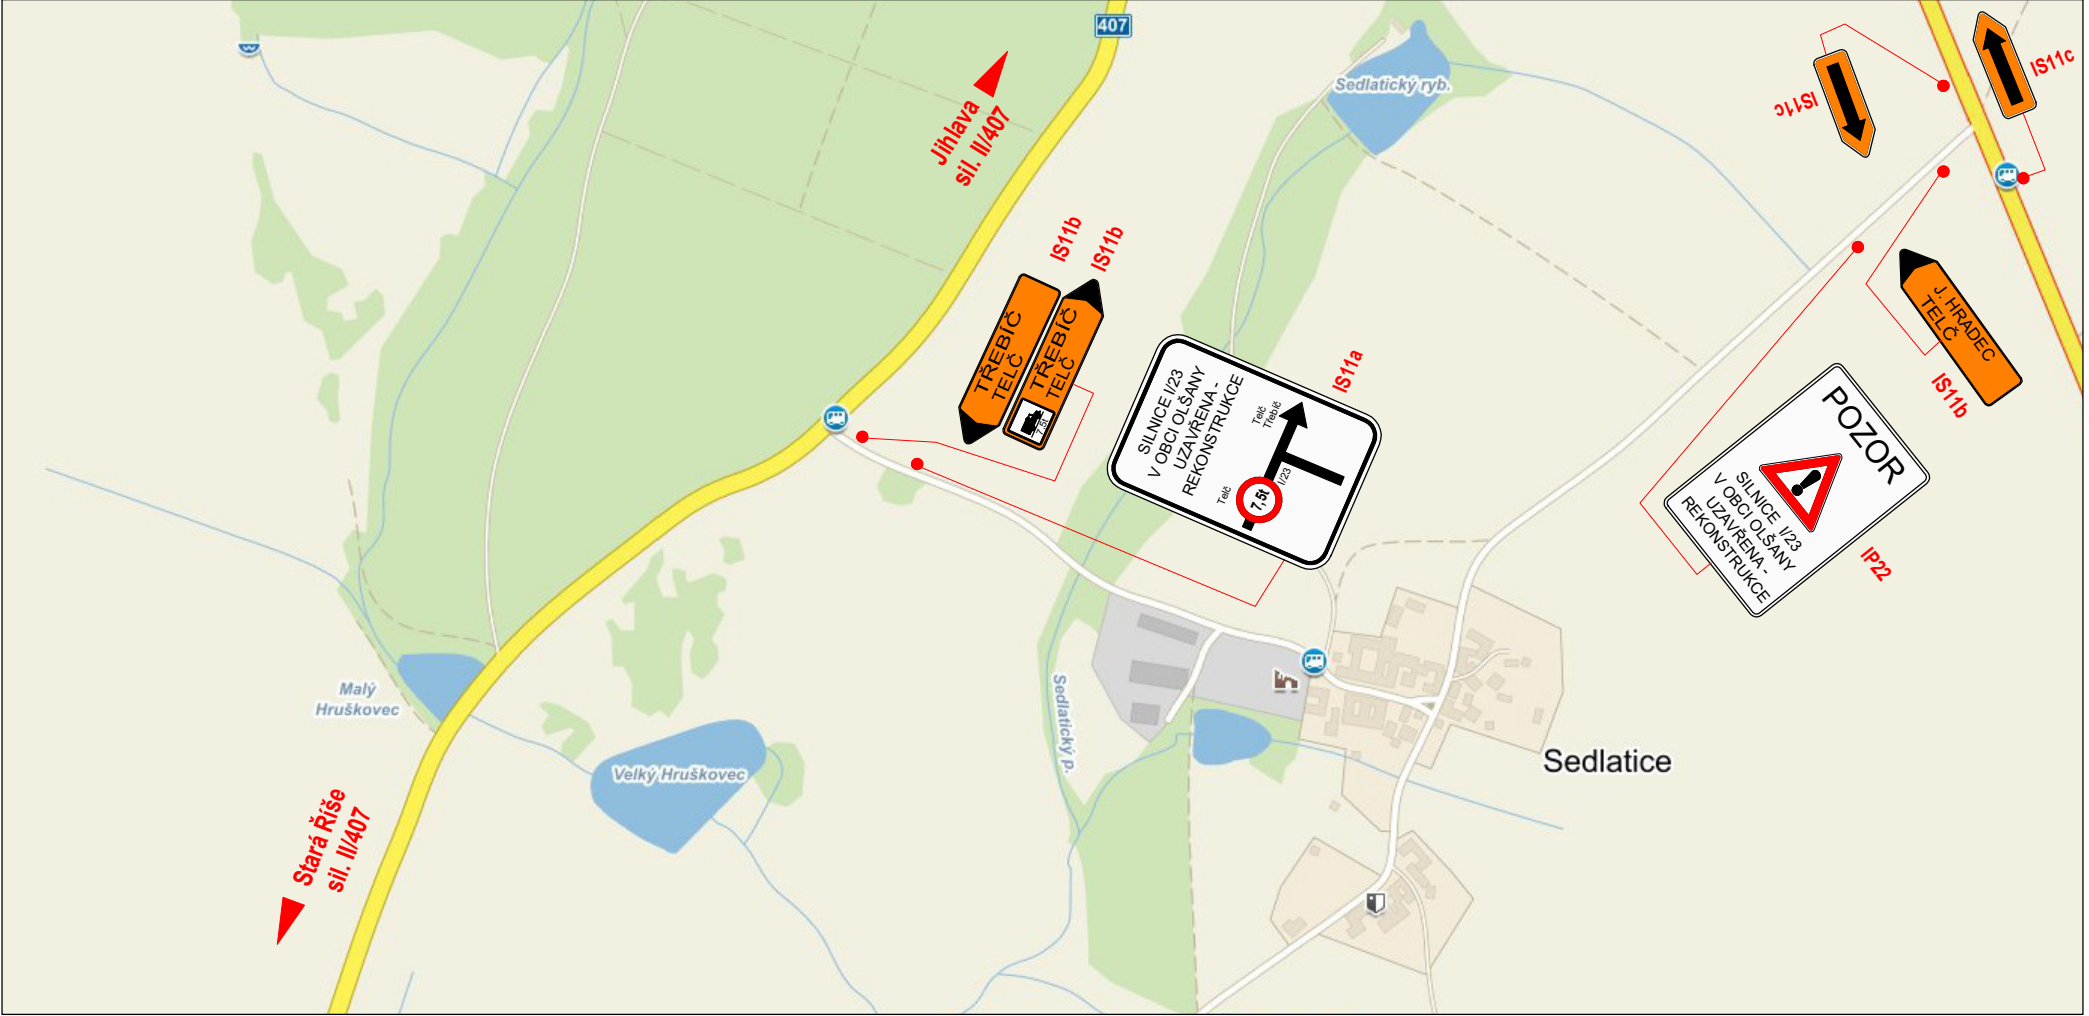 407
Jihlava
sil. II/407
Sedlatický ryb.
IS11c
IS11c
IS11b
IS11b
TŘEBÍČ
TELČ
TŘEBÍČ
TELČ
7,5t
SILNICE I/23
V OBCI OLŠANY
UZAVŘENA -
REKONSTRUKCE
Telč
Třebíč
Telč
I/23
7,5t
IS11a
J. HRADEC
TELČ
IS11b
POZOR
SILNICE I/23
V OBCI OLŠANY
UZAVŘENA -
REKONSTRUKCE
IP22
Malý
Hruškovec
Velký Hruškovec
Sedlatický p.
Sedlatice
Stará Říše
sil. II/407